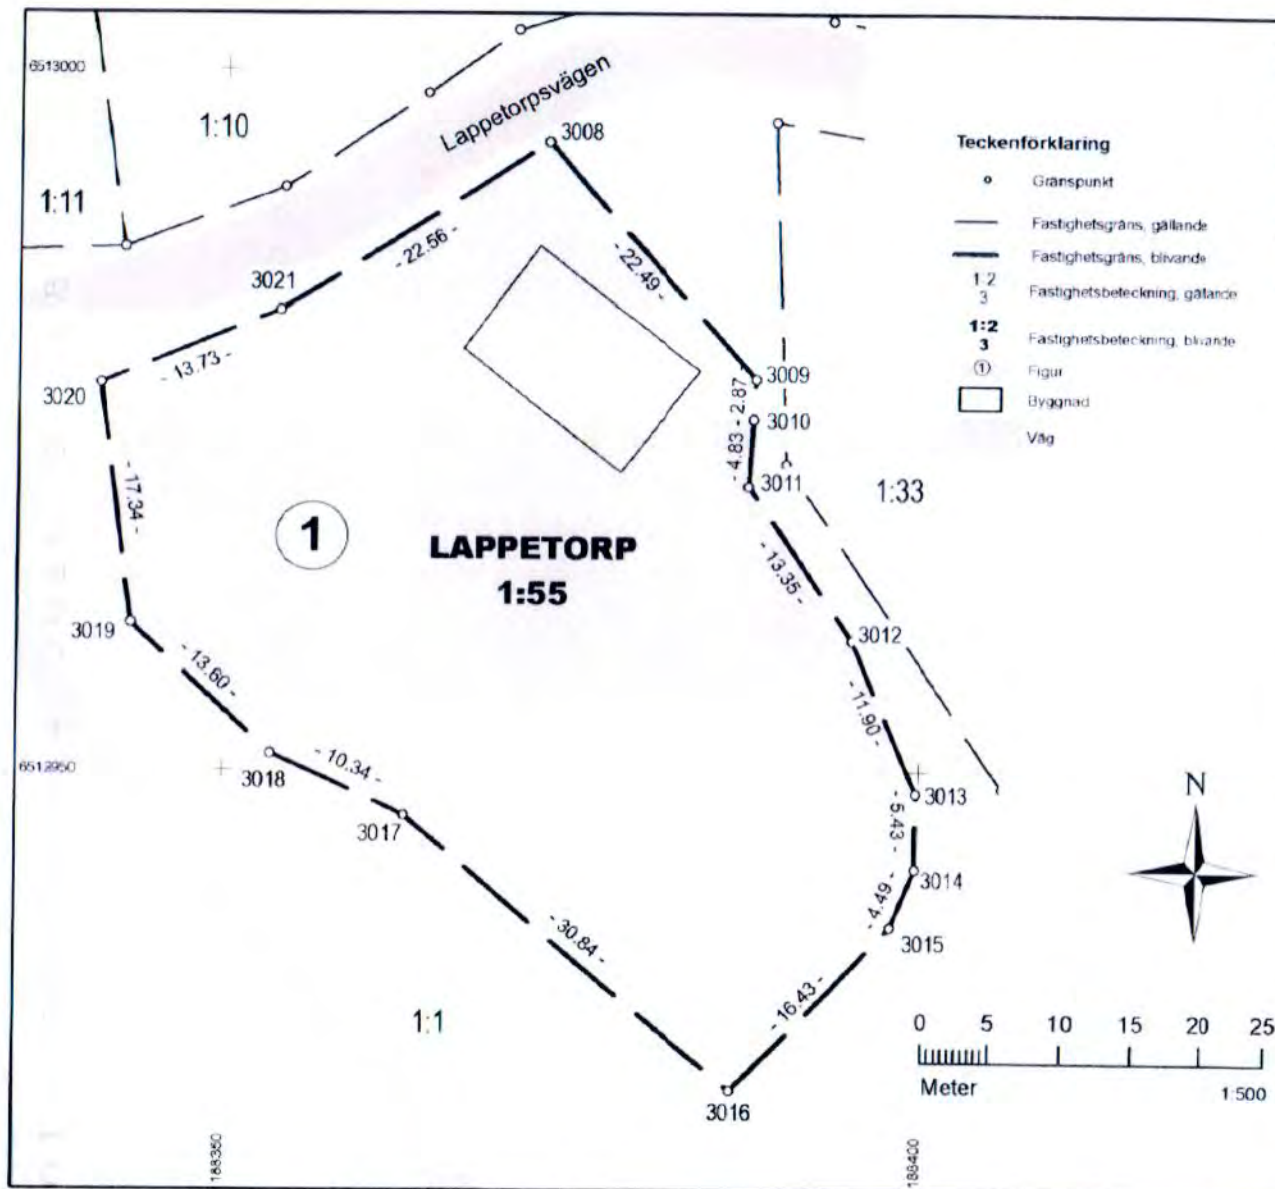 6513000
1:10
1:11
Lappetorpsvägen
3008
- 22.56 -
- 22.49 -
3021
- 13.73 -
3020
3009
- 2.87 -
3010
- 4.83 -
3011
1:33
- 17.34 -
1
LAPPETORP
1:55
- 13.35 -
3019
3012
- 13.60 -
- 11.90 -
- 10.34 -
6512950
3018
3017
3013
- 5.43 -
3014
- 4.49 -
3015
- 30.84 -
- 16.43 -
1:1
3016
188350
188400
Teckenförklaring
Gränspunkt
Fastighetsgräns, gällande
Fastighetsgräns, blivande
1:2
3
Fastighetsbeteckning, gällande
1:2
3
Fastighetsbeteckning, blivande
1
Figur
Byggnad
Väg
N
0 5 10 15 20 25
Meter
1:500